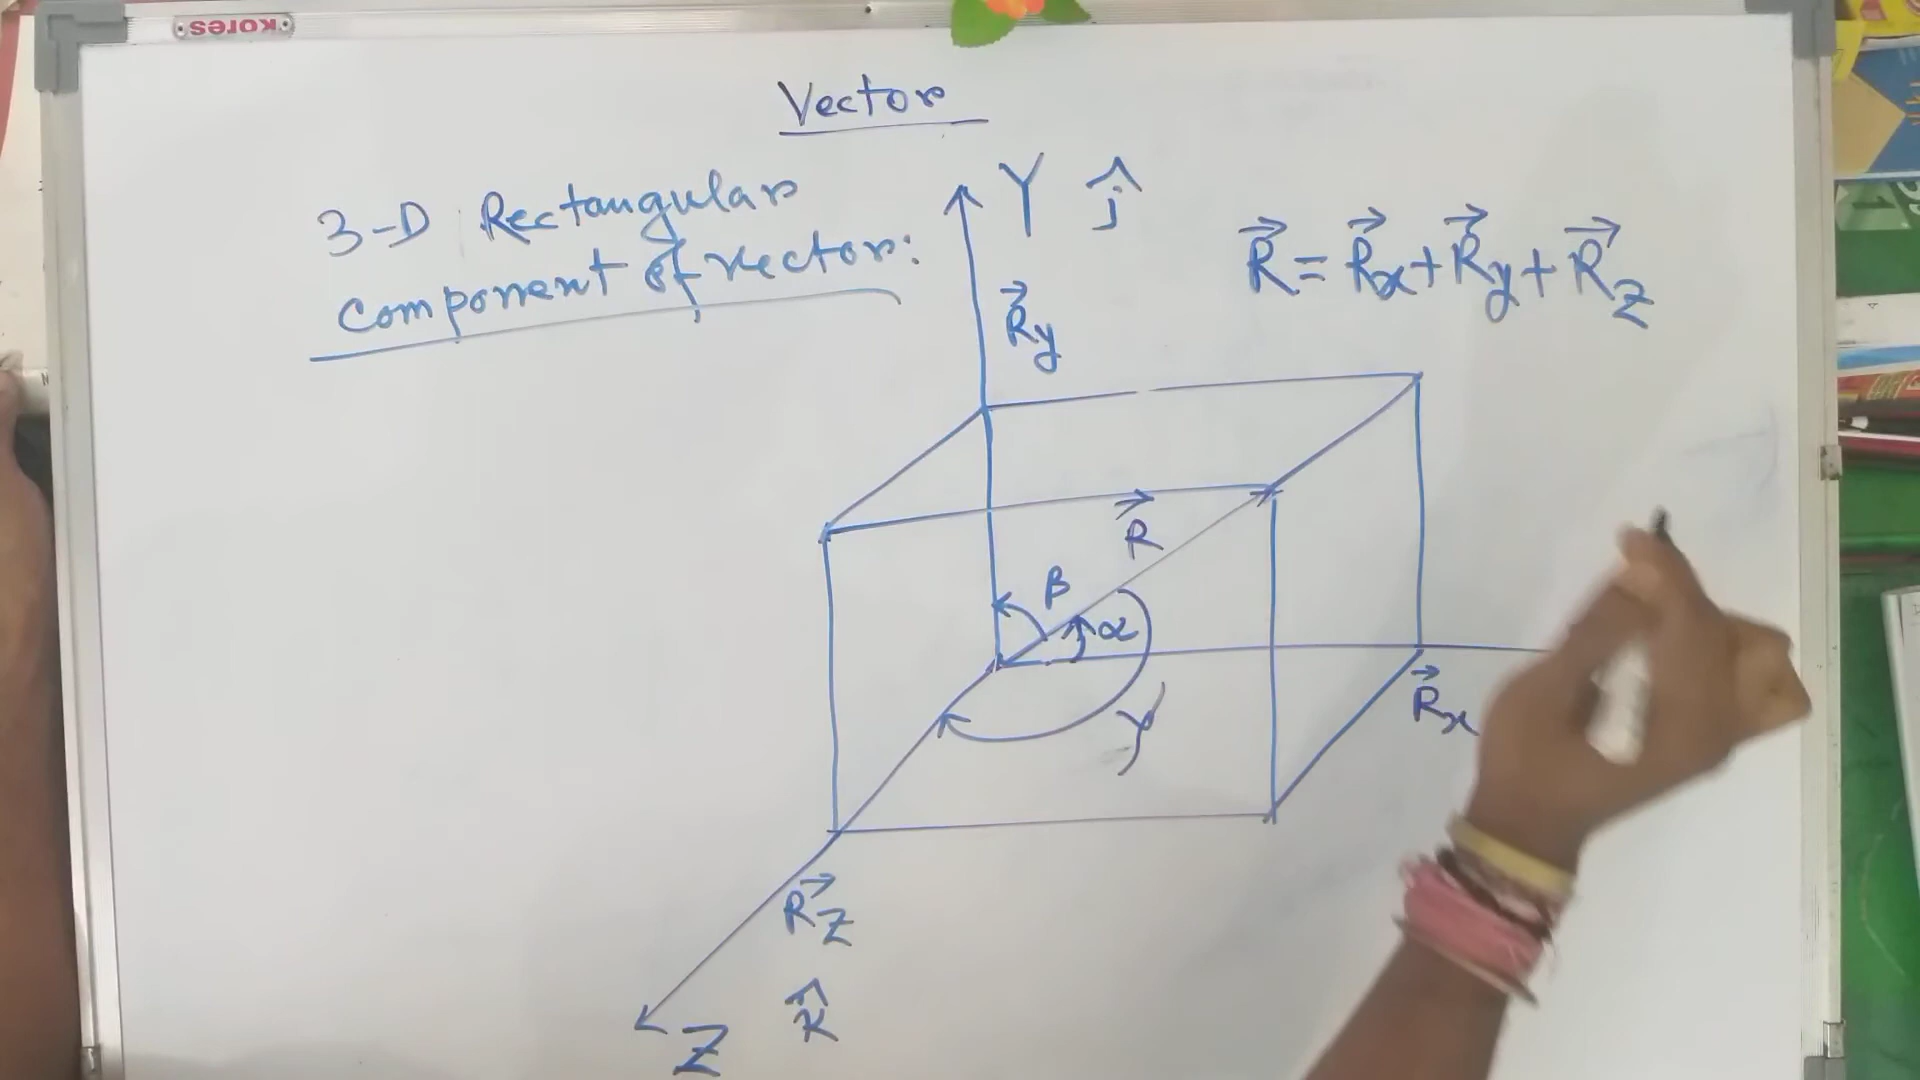 kores
Vector
3-D Rectangular
component of vector:
Y ĵ
R⃗ = R⃗x + R⃗y + R⃗z
R⃗y
R⃗
β
α
R⃗x
γ
R⃗z
k̂
Z